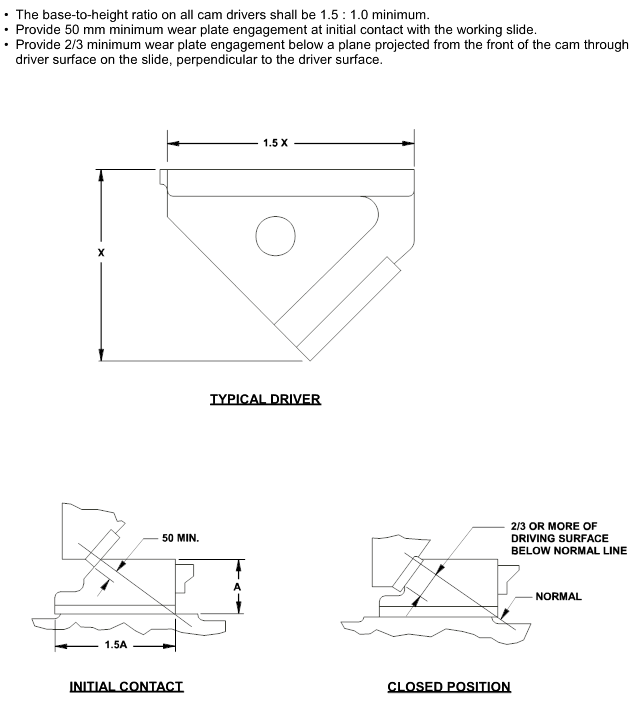 • The base-to-height ratio on all cam drivers shall be 1.5 : 1.0 minimum.
• Provide 50 mm minimum wear plate engagement at initial contact with the working slide.
• Provide 2/3 minimum wear plate engagement below a plane projected from the front of the cam through
driver surface on the slide, perpendicular to the driver surface.
1.5 X
X
TYPICAL DRIVER
50 MIN.
A
1.5A
INITIAL CONTACT
2/3 OR MORE OF
DRIVING SURFACE
BELOW NORMAL LINE
NORMAL
CLOSED POSITION